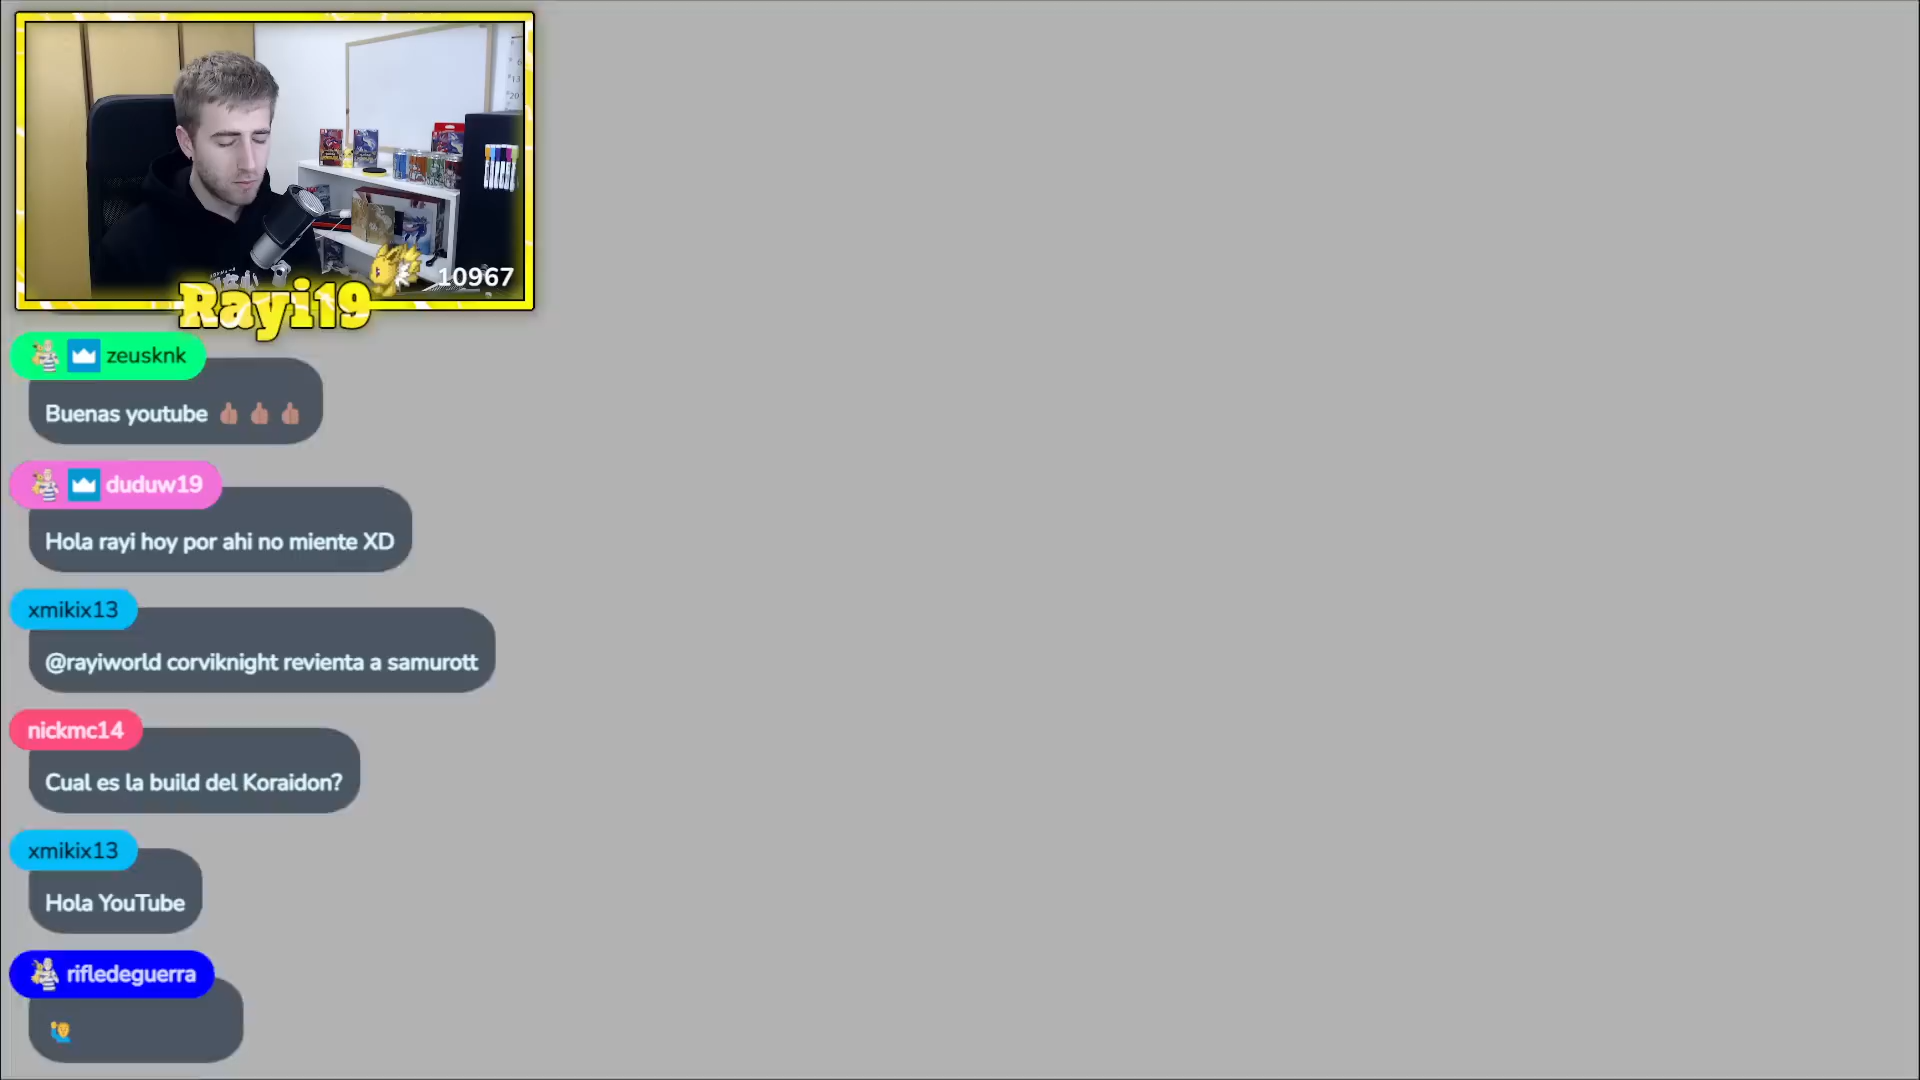 10967
Rayi19
zeusknk
Buenas youtube 👍🏽 👍🏽 👍🏽
duduw19
Hola rayi hoy por ahi no miente XD
xmikix13
@rayiworld corviknight revienta a samurott
nickmc14
Cual es la build del Koraidon?
xmikix13
Hola YouTube
rifledeguerra
🙋‍♂️